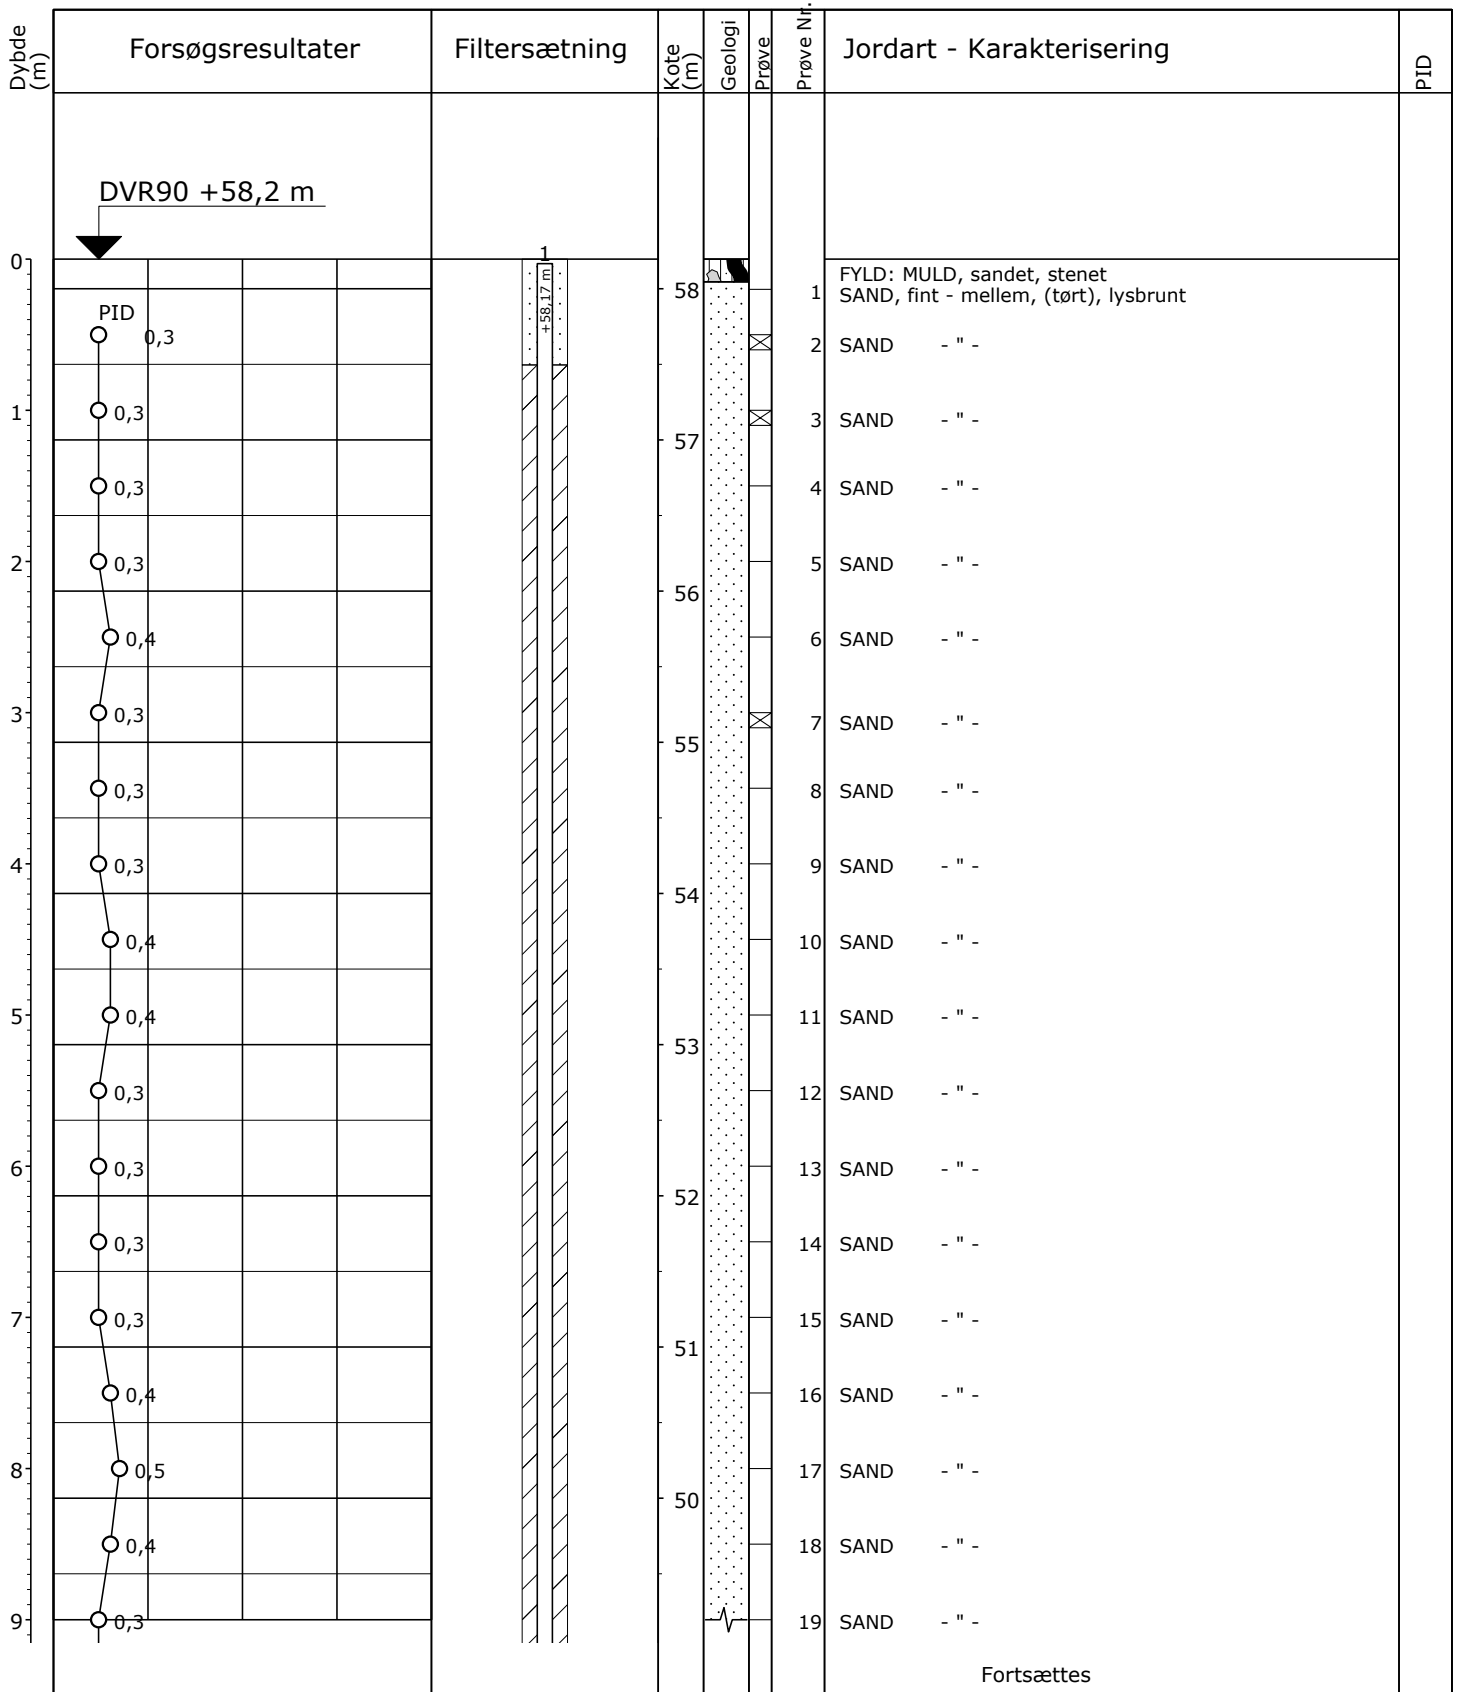 Dybde (m)
Forsøgsresultater
Filtersætning
Kote (m)
Geologi
Prøve
Prøve Nr.
Jordart - Karakterisering
PID
DVR90 +58,2 m
0
1
+58,17 m
FYLD: MULD, sandet, stenet
58
1 SAND, fint - mellem, (tørt), lysbrunt
PID
0,3
2 SAND - " -
1 0,3
3 SAND - " -
57
0,3
4 SAND - " -
2 0,3
5 SAND - " -
56
0,4
6 SAND - " -
3 0,3
7 SAND - " -
55
0,3
8 SAND - " -
4 0,3
9 SAND - " -
54
0,4
10 SAND - " -
5 0,4
11 SAND - " -
53
0,3
12 SAND - " -
6 0,3
13 SAND - " -
52
0,3
14 SAND - " -
7 0,3
15 SAND - " -
51
0,4
16 SAND - " -
8 0,5
17 SAND - " -
50
0,4
18 SAND - " -
9 0,3
19 SAND - " -
Fortsættes